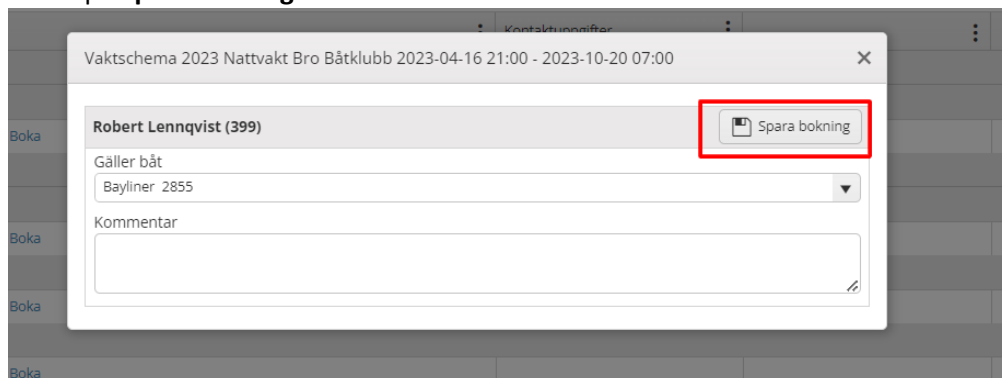 Kontaktuppgifter
Vaktschema 2023 Nattvakt Bro Båtklubb 2023-04-16 21:00 - 2023-10-20 07:00
Robert Lennqvist (399)
Spara bokning
Boka
Gäller båt
Bayliner 2855
Kommentar
Boka
Boka
Boka